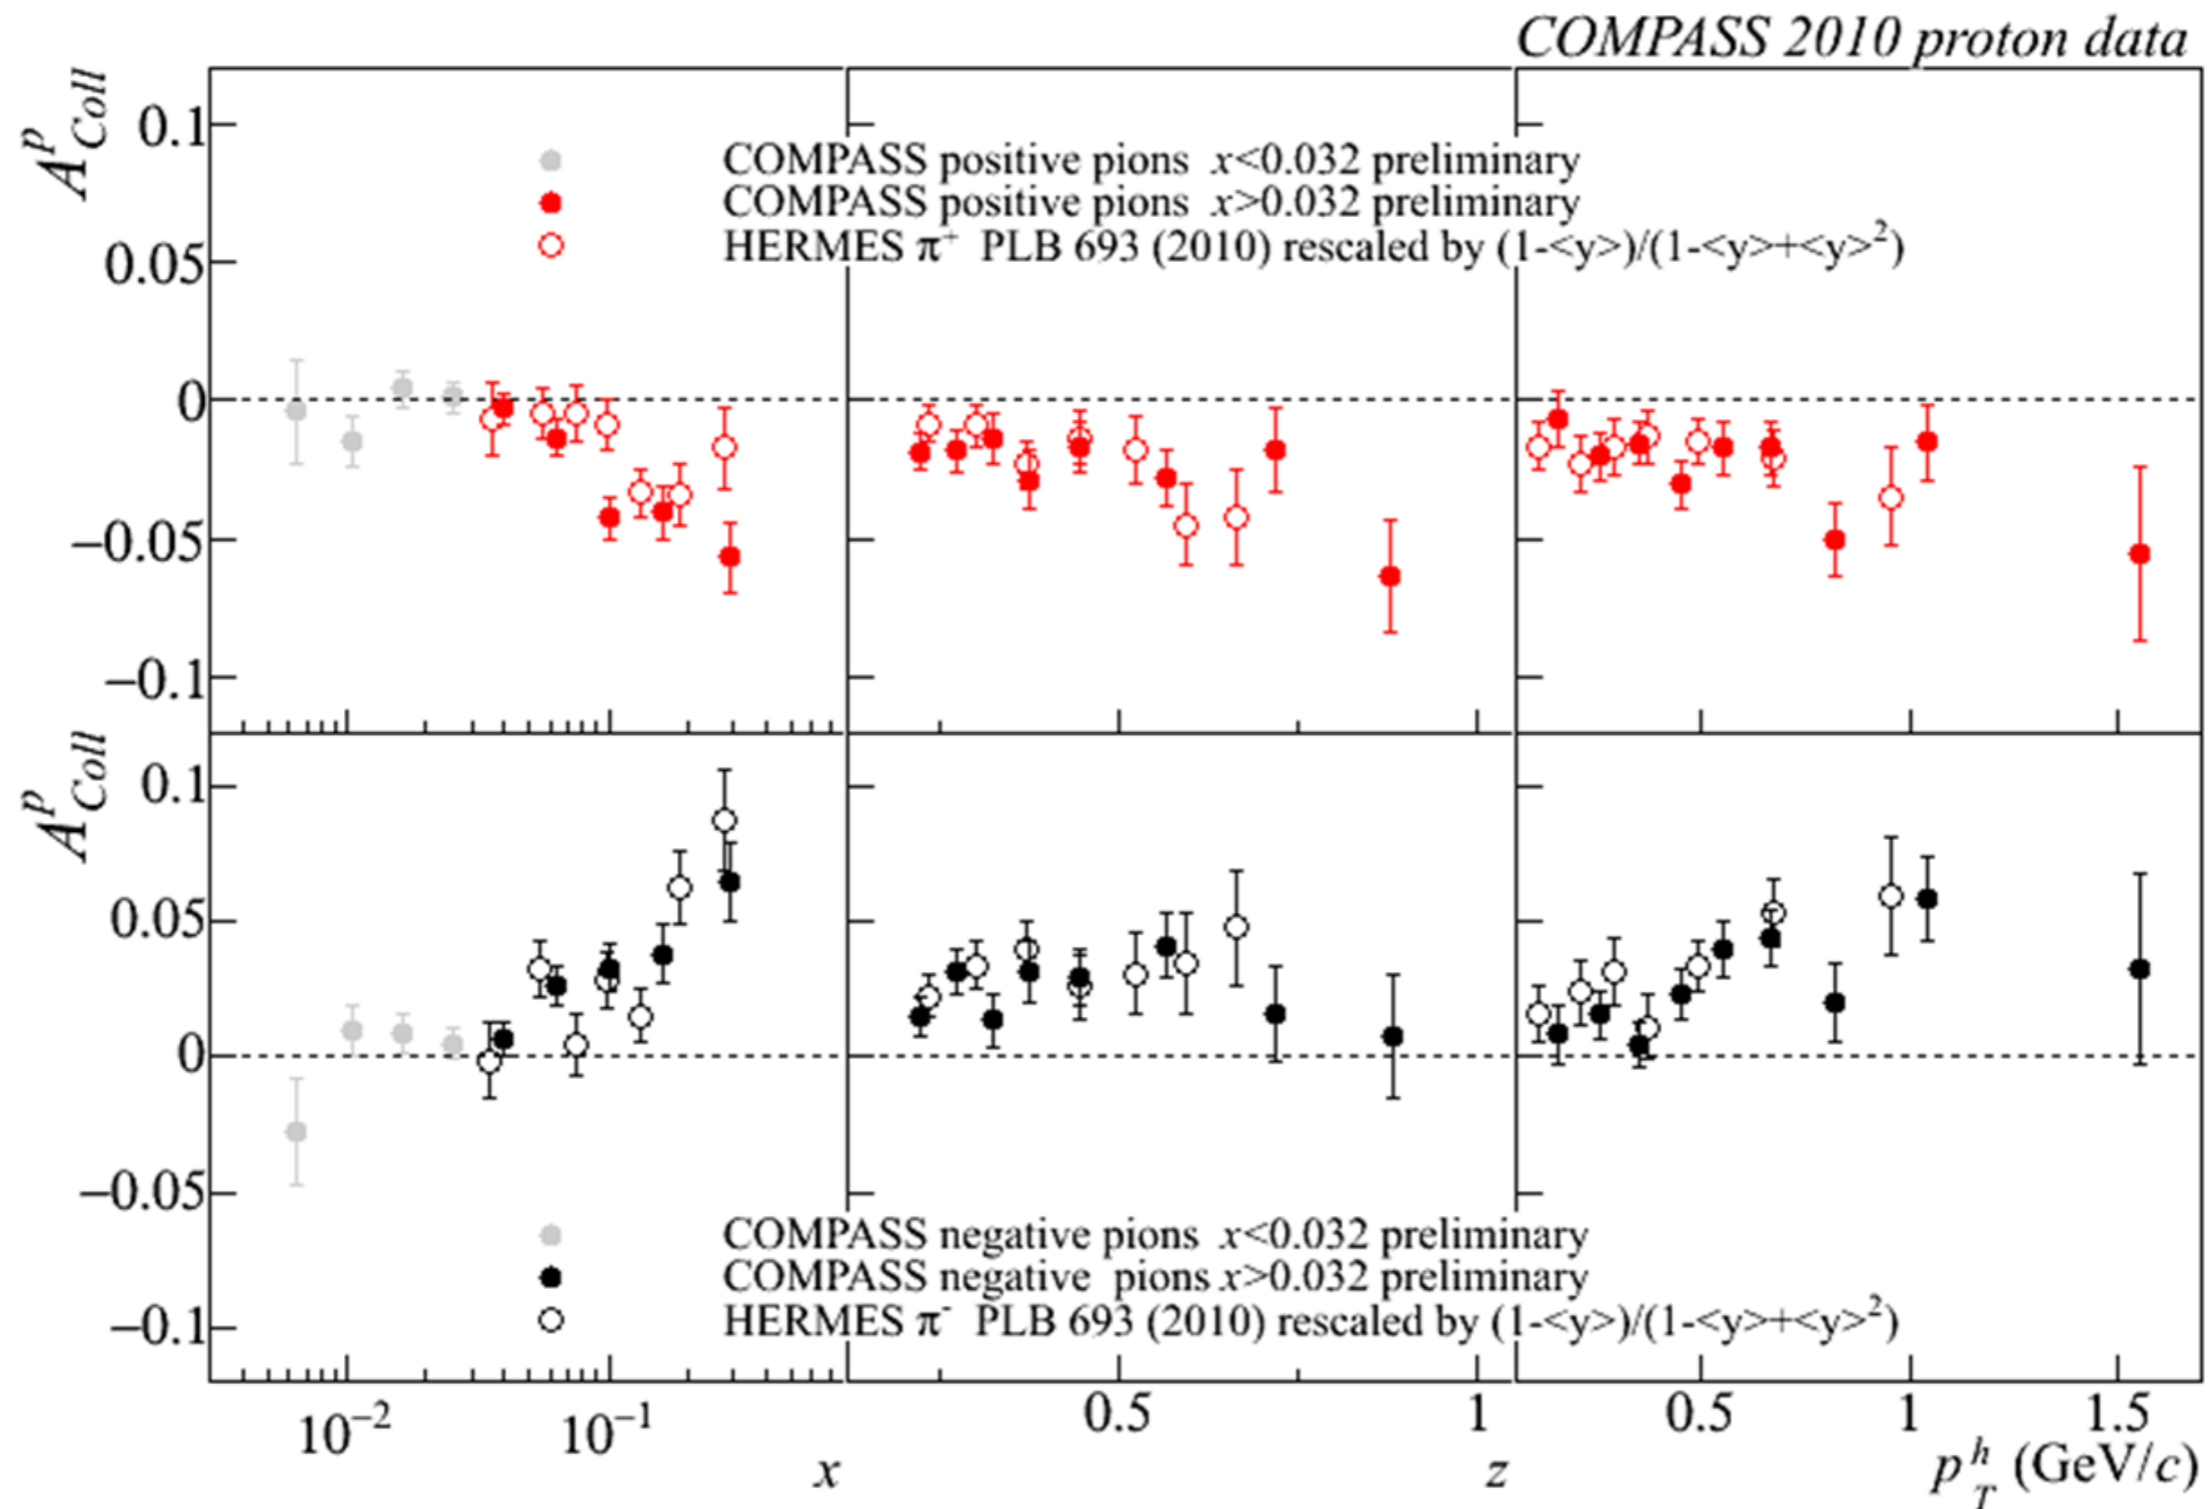 COMPASS 2010 proton data
A^p_Coll
0.1
0.05
0
−0.05
−0.1
COMPASS positive pions x<0.032 preliminary
COMPASS positive pions x>0.032 preliminary
HERMES π⁺ PLB 693 (2010) rescaled by (1-<y>)/(1-<y>+<y>²)
A^p_Coll
0.1
0.05
0
−0.05
−0.1
COMPASS negative pions x<0.032 preliminary
COMPASS negative pions x>0.032 preliminary
HERMES π⁻ PLB 693 (2010) rescaled by (1-<y>)/(1-<y>+<y>²)
10⁻² 10⁻¹ 0.5 1 0.5 1 1.5
x z p^h_T (GeV/c)